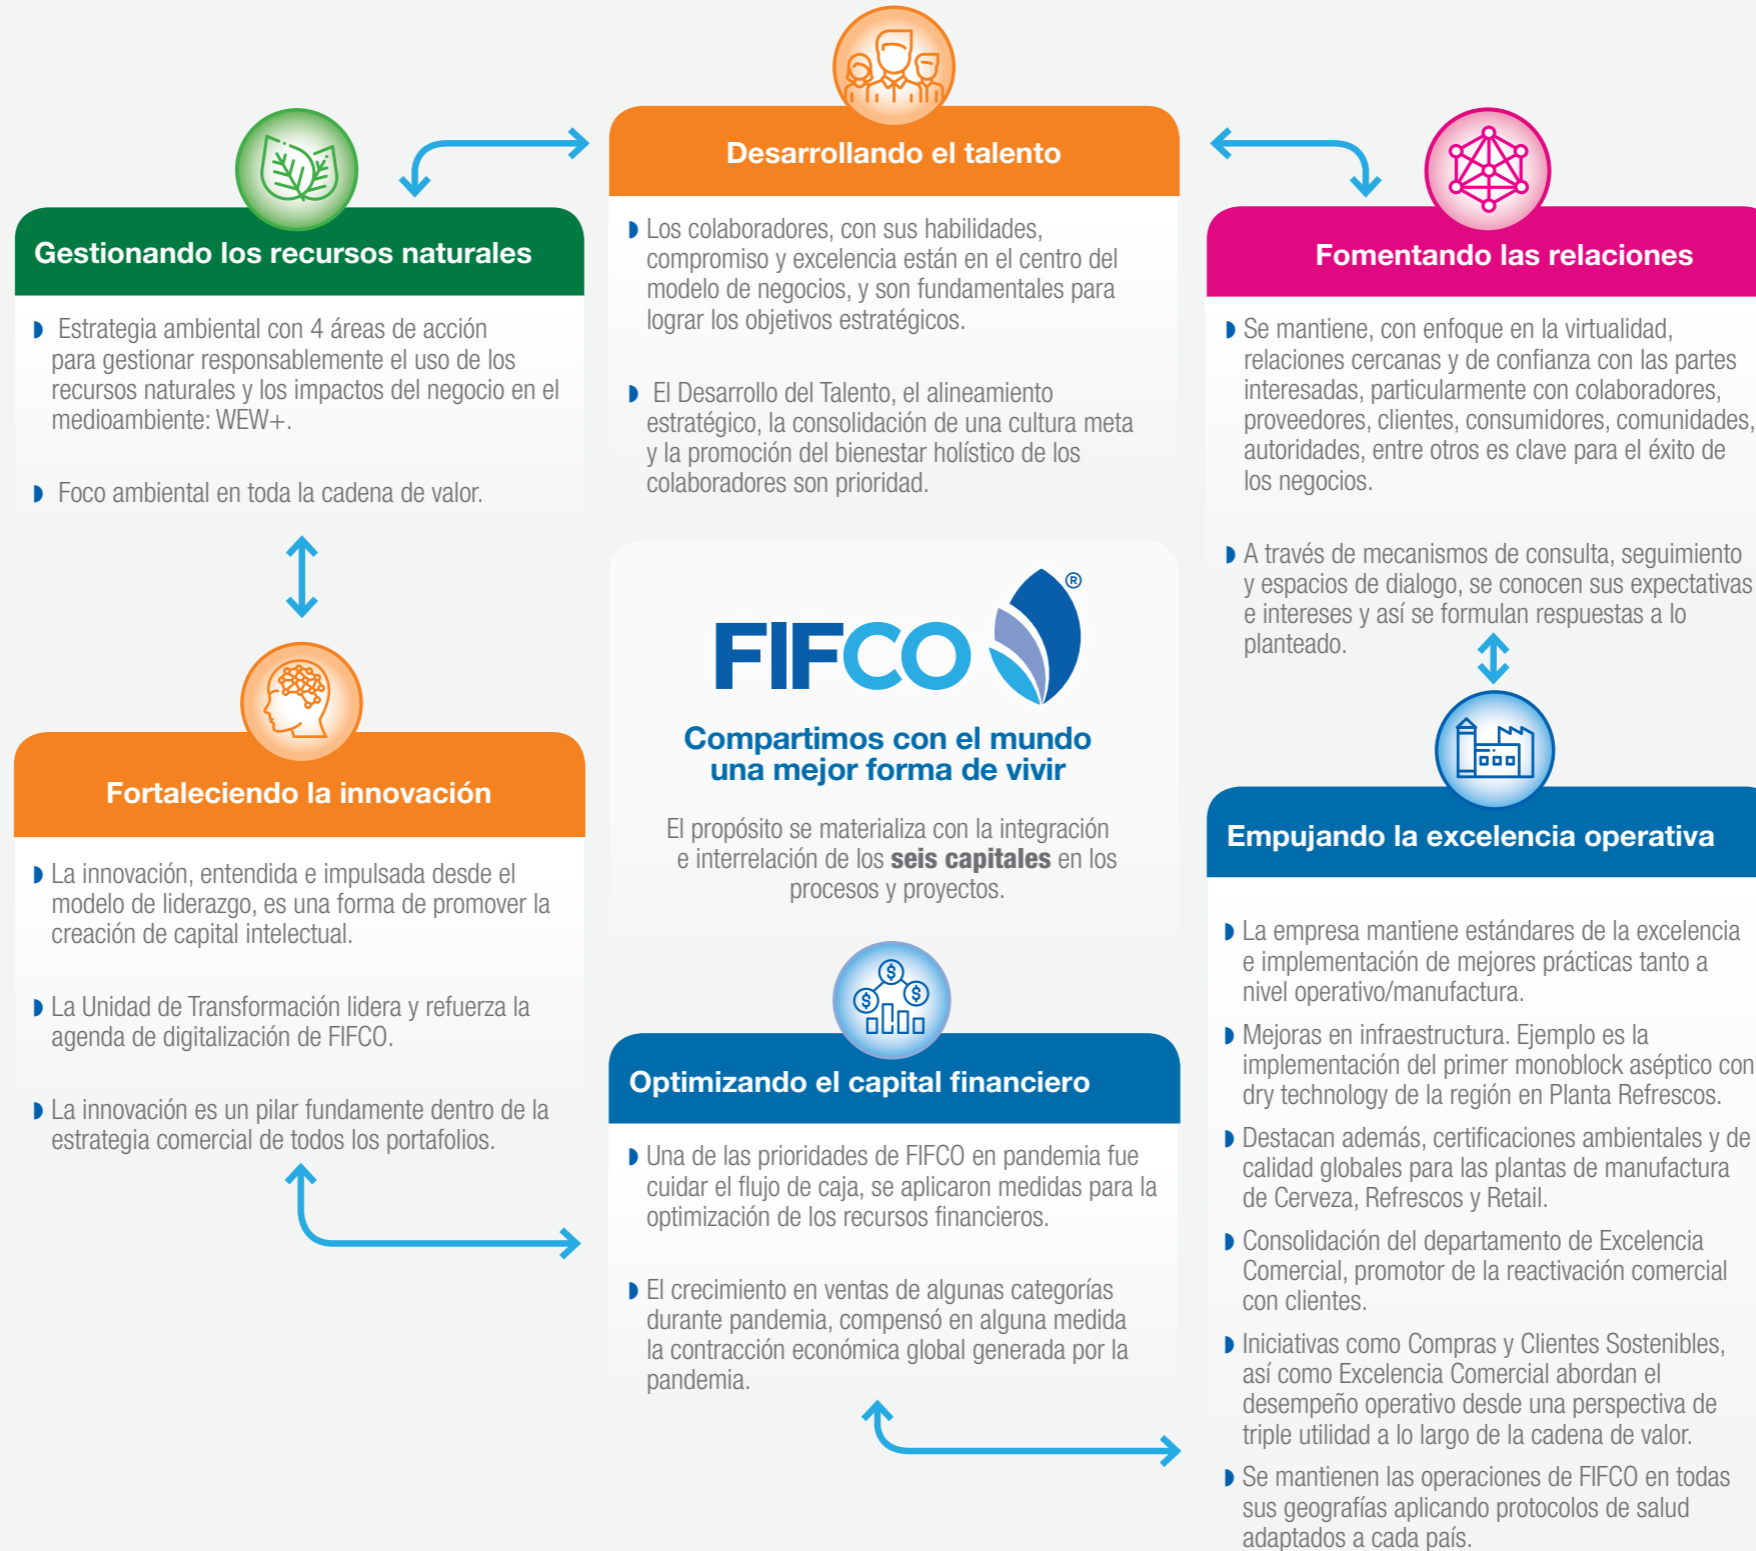 Desarrollando el talento
Los colaboradores, con sus habilidades,
compromiso y excelencia están en el centro del
modelo de negocios, y son fundamentales para
lograr los objetivos estratégicos.
El Desarrollo del Talento, el alineamiento
estratégico, la consolidación de una cultura meta
y la promoción del bienestar holístico de los
colaboradores son prioridad.
Gestionando los recursos naturales
Estrategia ambiental con 4 áreas de acción
para gestionar responsablemente el uso de los
recursos naturales y los impactos del negocio en el
medioambiente: WEW+.
Foco ambiental en toda la cadena de valor.
Fomentando las relaciones
Se mantiene, con enfoque en la virtualidad,
relaciones cercanas y de confianza con las partes
interesadas, particularmente con colaboradores,
proveedores, clientes, consumidores, comunidades,
autoridades, entre otros es clave para el éxito de
los negocios.
A través de mecanismos de consulta, seguimiento
y espacios de dialogo, se conocen sus expectativas
e intereses y así se formulan respuestas a lo
planteado.
FIFCO ®
Compartimos con el mundo
una mejor forma de vivir
El propósito se materializa con la integración
e interrelación de los seis capitales en los
procesos y proyectos.
Fortaleciendo la innovación
La innovación, entendida e impulsada desde el
modelo de liderazgo, es una forma de promover la
creación de capital intelectual.
La Unidad de Transformación lidera y refuerza la
agenda de digitalización de FIFCO.
La innovación es un pilar fundamente dentro de la
estrategia comercial de todos los portafolios.
Optimizando el capital financiero
Una de las prioridades de FIFCO en pandemia fue
cuidar el flujo de caja, se aplicaron medidas para la
optimización de los recursos financieros.
El crecimiento en ventas de algunas categorías
durante pandemia, compensó en alguna medida
la contracción económica global generada por la
pandemia.
Empujando la excelencia operativa
La empresa mantiene estándares de la excelencia
e implementación de mejores prácticas tanto a
nivel operativo/manufactura.
Mejoras en infraestructura. Ejemplo es la
implementación del primer monoblock aséptico con
dry technology de la región en Planta Refrescos.
Destacan además, certificaciones ambientales y de
calidad globales para las plantas de manufactura
de Cerveza, Refrescos y Retail.
Consolidación del departamento de Excelencia
Comercial, promotor de la reactivación comercial
con clientes.
Iniciativas como Compras y Clientes Sostenibles,
así como Excelencia Comercial abordan el
desempeño operativo desde una perspectiva de
triple utilidad a lo largo de la cadena de valor.
Se mantienen las operaciones de FIFCO en todas
sus geografías aplicando protocolos de salud
adaptados a cada país.